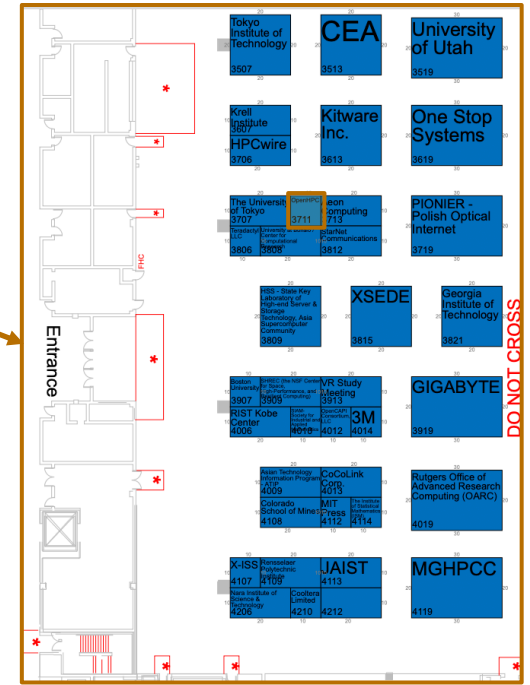 Tokyo
Institute of
Technology
3507
CEA
3513
University
of Utah
3519
Krell
Institute
3607
HPCwire
3706
Kitware
Inc.
3613
One Stop
Systems
3619
The University
of Tokyo
3707
OpenHPC
3711
Computing
3713
PIONIER -
Polish Optical
Internet
3719
LLC
3806
3808
StarNet
Communications
3812
FHC
HSS - State Key
Laboratory of
High-end Server &
Storage
Technology, Asia
Supercomputer
Community
3809
XSEDE
3815
Georgia
Institute of
Technology
3821
Entrance
DO NOT CROSS
Boston
University
3907
3909
VR Study
Meeting
3913
GIGABYTE
3919
RIST Kobe
Center
4006
4012
3M
4014
Asian Technology
Information Program
4009
CoCoLink
Corp.
4013
Rutgers Office of
Advanced Research
Computing (OARC)
4019
Colorado
School of Mines
4108
MIT
Press
4112
4114
X-ISS
4107
Rensselaer
Polytechnic
Institute
4109
JAIST
4113
MGHPCC
4119
Nara Institute of
Science &
Technology
4206
Cooltera
Limited
4210
4212